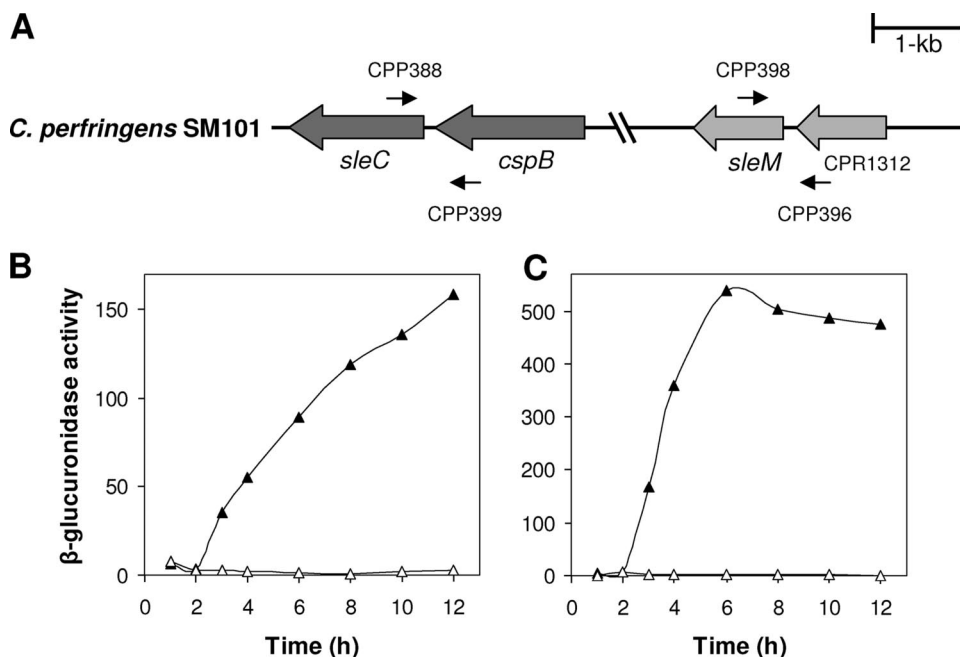 A
1-kb
CPP388
CPP398
C. perfringens SM101
sleC
cspB
sleM
CPR1312
CPP399
CPP396
B
β-glucuronidase activity
150
100
50
0
0 2 4 6 8 10 12
Time (h)
C
500
400
300
200
100
0
0 2 4 6 8 10 12
Time (h)